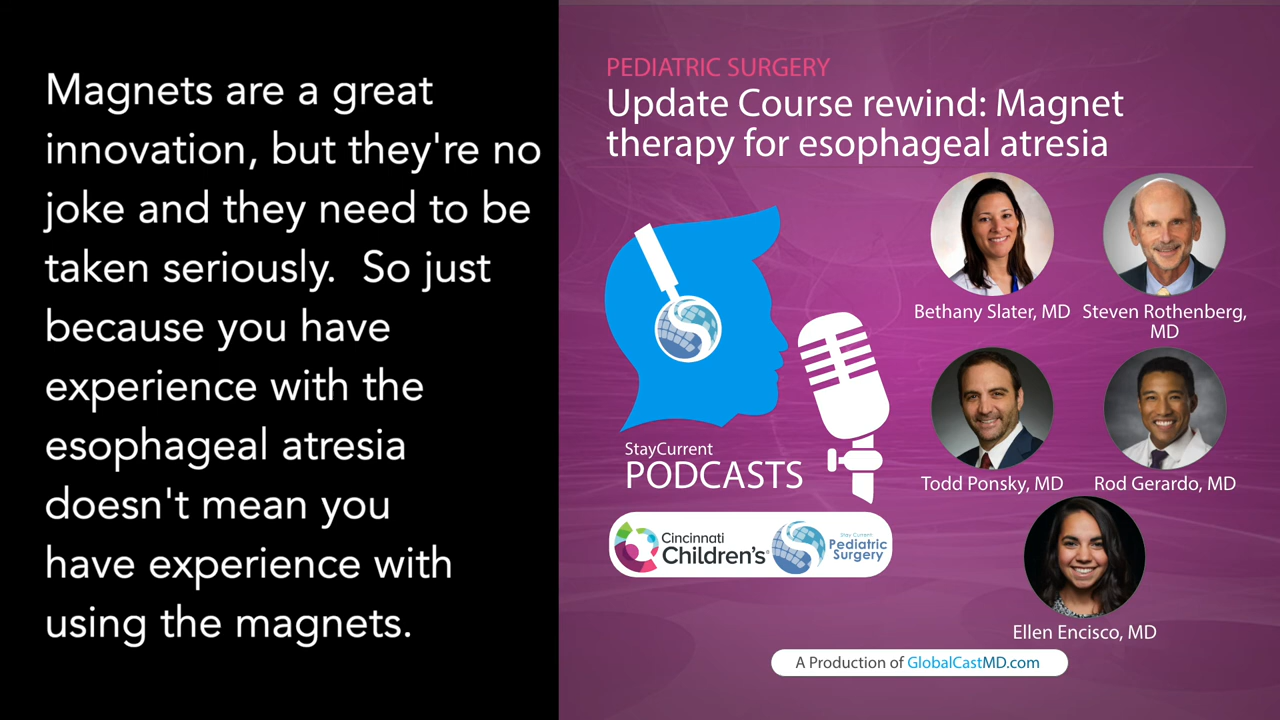 Magnets are a great
innovation, but they're no
joke and they need to be
taken seriously.  So just
because you have
experience with the
esophageal atresia
doesn't mean you
have experience with
using the magnets.
PEDIATRIC SURGERY
Update Course rewind: Magnet
therapy for esophageal atresia
Bethany Slater, MD
Steven Rothenberg,
MD
Todd Ponsky, MD
Rod Gerardo, MD
Ellen Encisco, MD
StayCurrent
PODCASTS
Cincinnati
Children's®
Stay Current
Pediatric
Surgery
A Production of GlobalCastMD.com